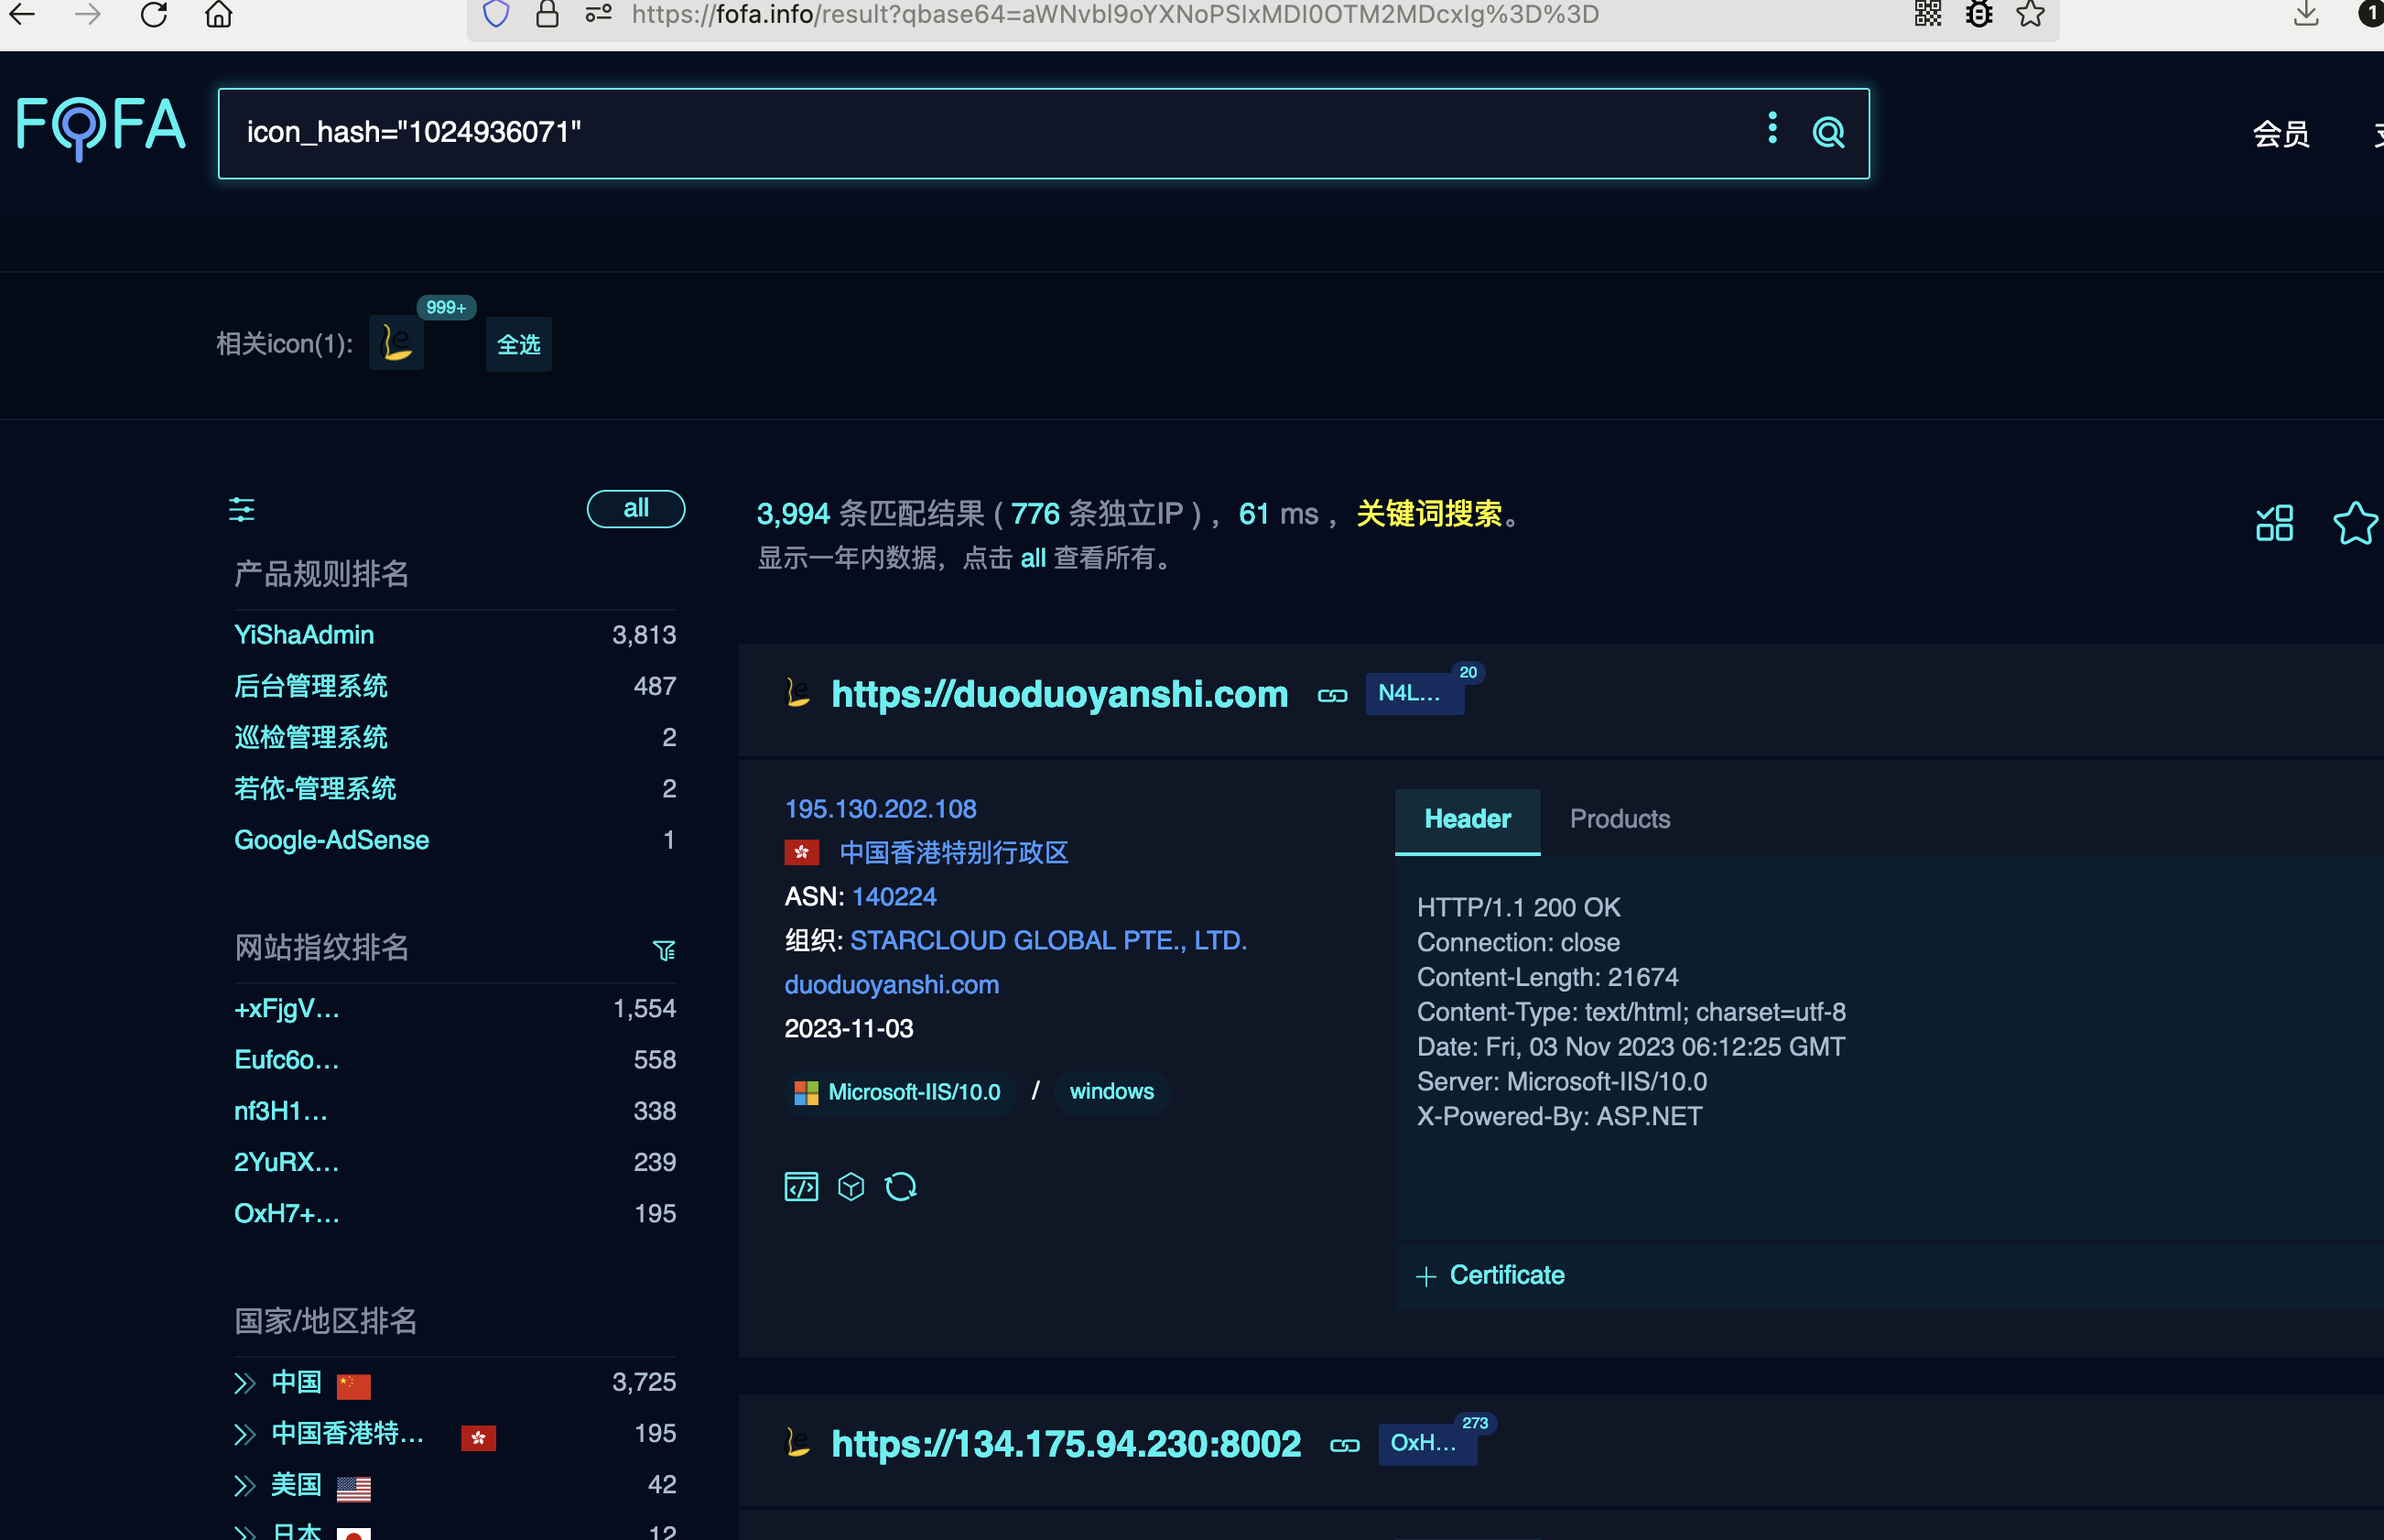 https://fofa.info/result?qbase64=aWNvbl9oYXNoPSIxMDI0OTM2MDcxIg%3D%3D
1
FOFA
icon_hash="1024936071"
会员
相关icon(1):
999+
全选
all
3,994 条匹配结果 ( 776 条独立IP ) ，61 ms ，关键词搜索。
显示一年内数据，点击 all 查看所有。
产品规则排名
YiShaAdmin 3,813
后台管理系统 487
巡检管理系统 2
若依-管理系统 2
Google-AdSense 1
网站指纹排名
+xFjgV... 1,554
Eufc6o... 558
nf3H1... 338
2YuRX... 239
OxH7+... 195
国家/地区排名
中国 3,725
中国香港特... 195
美国 42
日本 12
https://duoduoyanshi.com N4L... 20
195.130.202.108
中国香港特别行政区
ASN: 140224
组织: STARCLOUD GLOBAL PTE., LTD.
duoduoyanshi.com
2023-11-03
Microsoft-IIS/10.0 / windows
Header Products
HTTP/1.1 200 OK
Connection: close
Content-Length: 21674
Content-Type: text/html; charset=utf-8
Date: Fri, 03 Nov 2023 06:12:25 GMT
Server: Microsoft-IIS/10.0
X-Powered-By: ASP.NET
+ Certificate
https://134.175.94.230:8002 OxH... 273